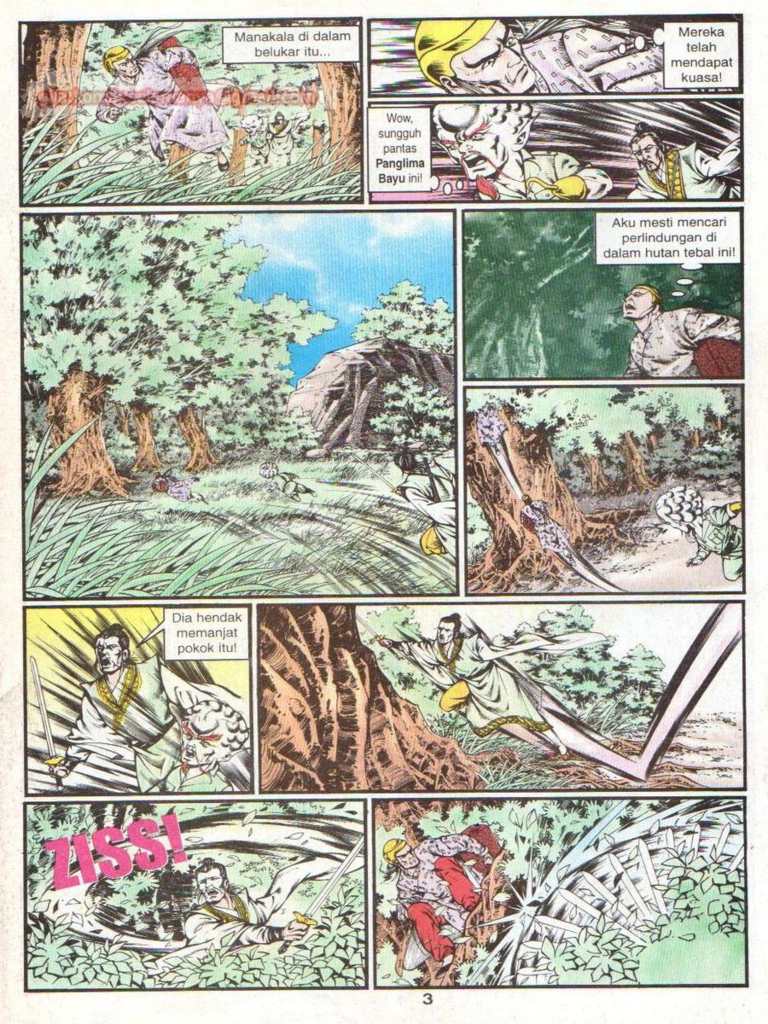 Manakala di dalam
belukar itu...
Mereka
telah
mendapat
kuasa!
Wow,
sungguh
pantas
Panglima
Bayu ini!
Aku mesti mencari
perlindungan di
dalam hutan tebal ini!
Dia hendak
memanjat
pokok itu!
ZISS!
3